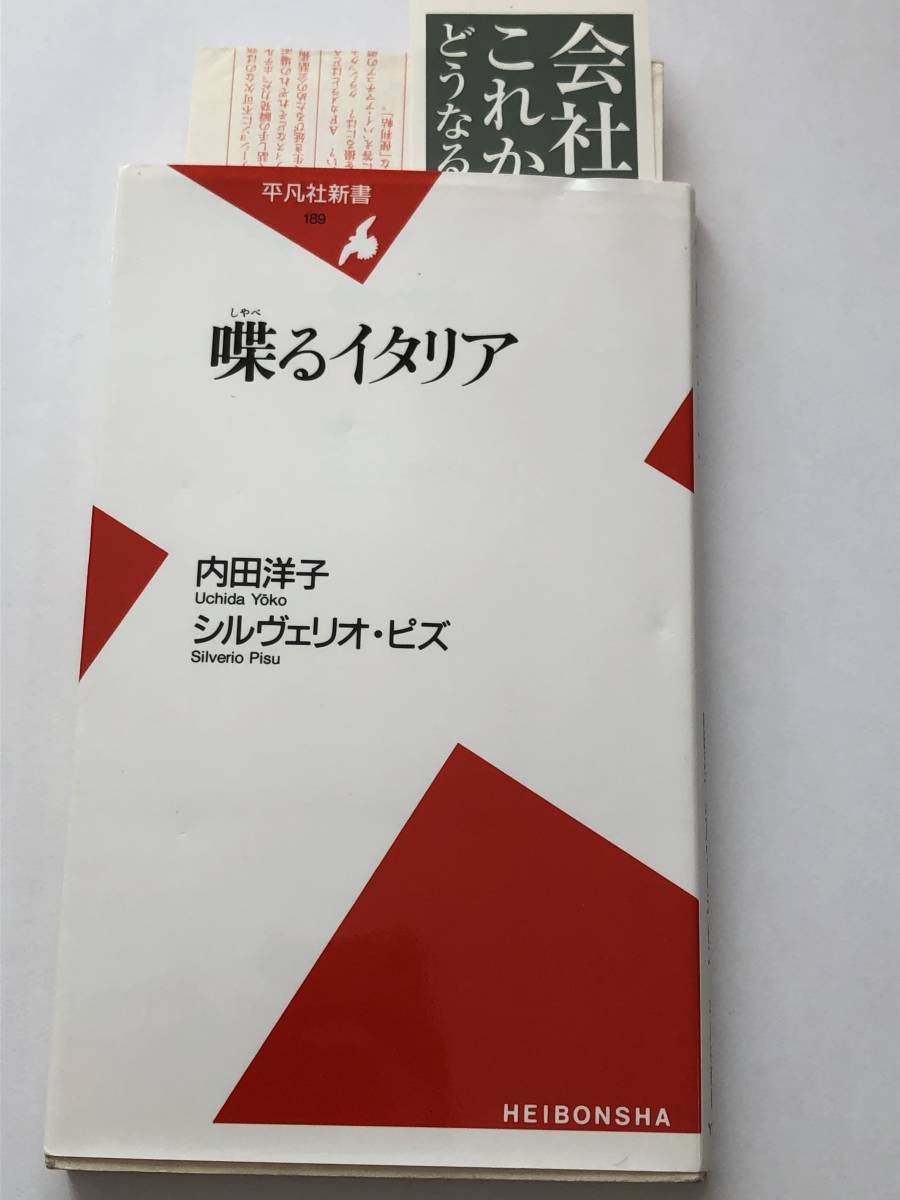 会社
これか
どうなる
平凡社新書
189
しゃべ
喋るイタリア
内田洋子
Uchida Yōko
シルヴェリオ・ピズ
Silverio Pisu
HEIBONSHA